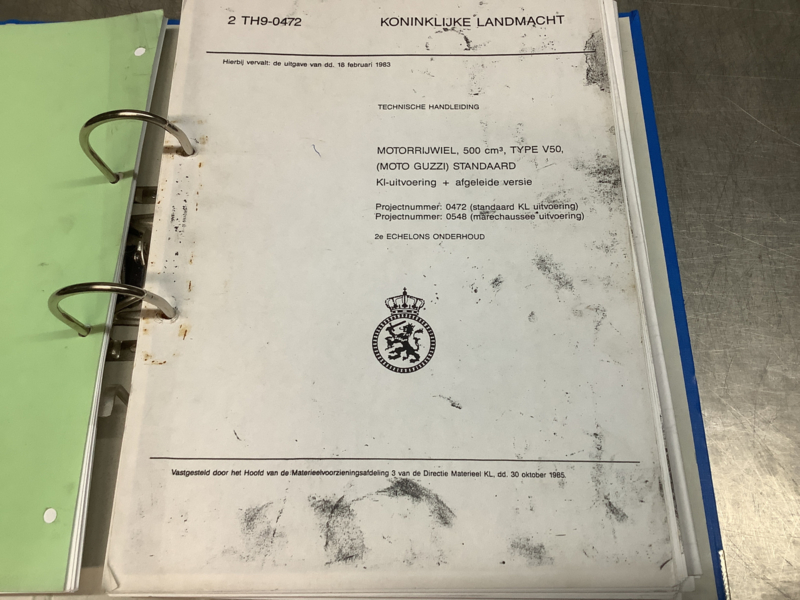 2 TH9-0472 KONINKLIJKE LANDMACHT
Hierbij vervalt: de uitgave van dd. 18 februari 1983
TECHNISCHE HANDLEIDING
MOTORRIJWIEL, 500 cm³, TYPE V50,
(MOTO GUZZI) STANDAARD
Kl-uitvoering + afgeleide versie
Projectnummer: 0472 (standaard KL uitvoering)
Projectnummer: 0548 (marechaussee uitvoering)
2e ECHELONS ONDERHOUD
Vastgesteld door het Hoofd van de Materieelvoorzieningsafdeling 3 van de Directie Materieel KL, dd. 30 oktober 1985.